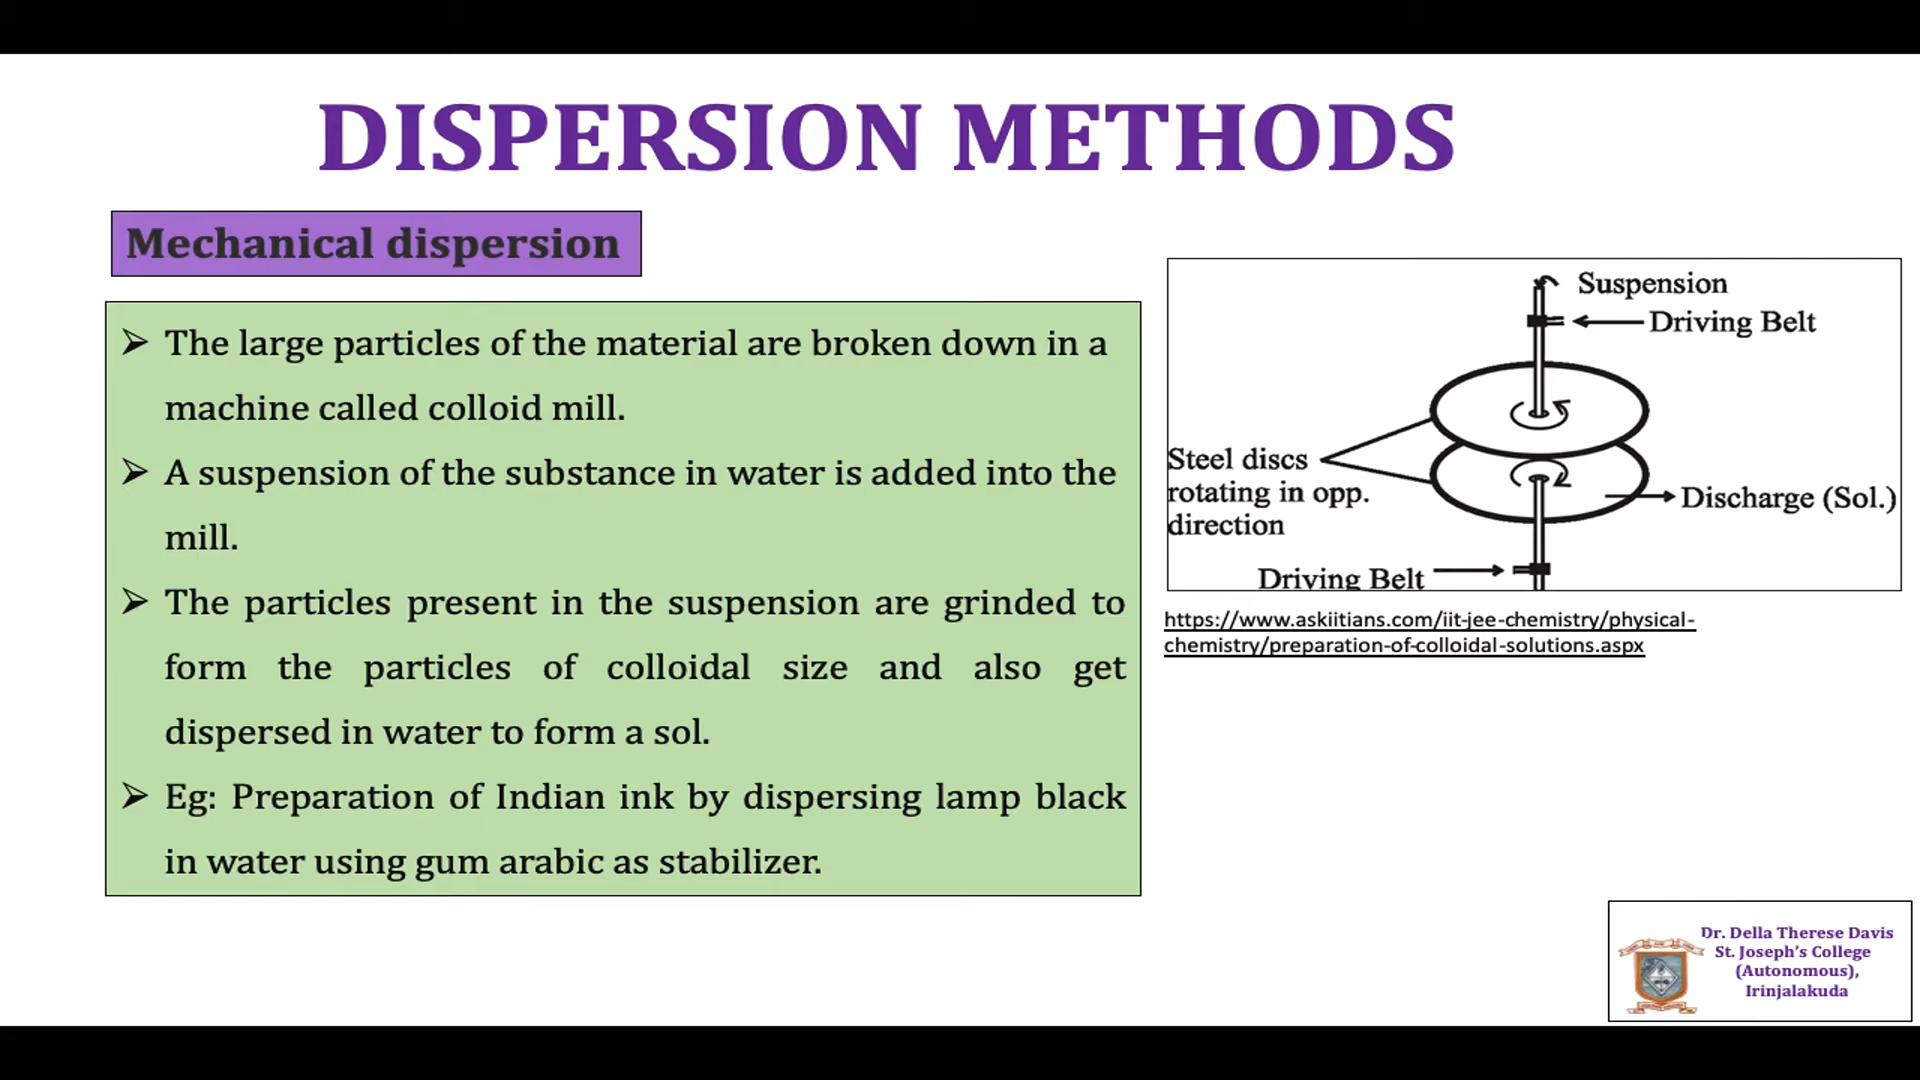 DISPERSION METHODS
Mechanical dispersion
The large particles of the material are broken down in a
machine called colloid mill.
A suspension of the substance in water is added into the
mill.
The particles present in the suspension are grinded to
form the particles of colloidal size and also get
dispersed in water to form a sol.
Eg: Preparation of Indian ink by dispersing lamp black
in water using gum arabic as stabilizer.
Suspension
Driving Belt
Steel discs
rotating in opp.
direction
Discharge (Sol.)
Driving Belt
https://www.askiitians.com/iit-jee-chemistry/physical-
chemistry/preparation-of-colloidal-solutions.aspx
Dr. Della Therese Davis
St. Joseph's College
(Autonomous),
Irinjalakuda